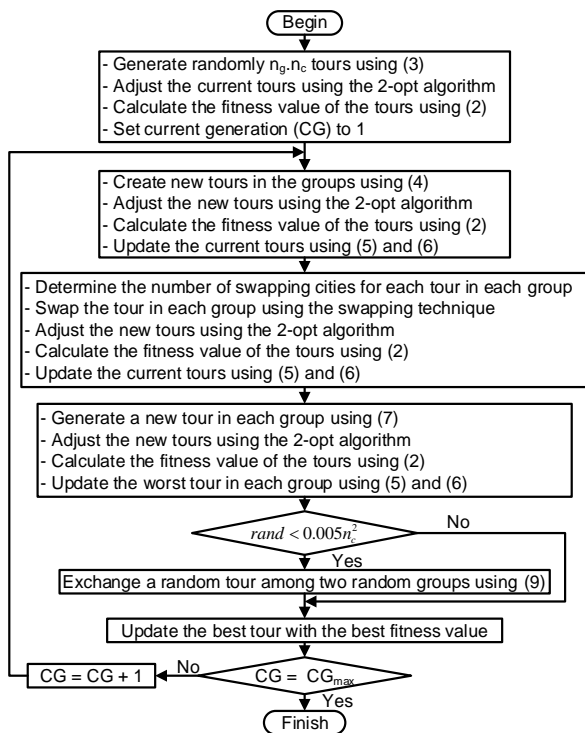 Begin
- Generate randomly n_g.n_c tours using (3)
- Adjust the current tours using the 2-opt algorithm
- Calculate the fitness value of the tours using (2)
- Set current generation (CG) to 1
- Create new tours in the groups using (4)
- Adjust the new tours using the 2-opt algorithm
- Calculate the fitness value of the tours using (2)
- Update the current tours using (5) and (6)
- Determine the number of swapping cities for each tour in each group
- Swap the tour in each group using the swapping technique
- Adjust the new tours using the 2-opt algorithm
- Calculate the fitness value of the tours using (2)
- Update the current tours using (5) and (6)
- Generate a new tour in each group using (7)
- Adjust the new tours using the 2-opt algorithm
- Calculate the fitness value of the tours using (2)
- Update the worst tour in each group using (5) and (6)
rand < 0.005n_c^2
No
Yes
Exchange a random tour among two random groups using (9)
Update the best tour with the best fitness value
CG = CG + 1
No
CG = CG_max
Yes
Finish